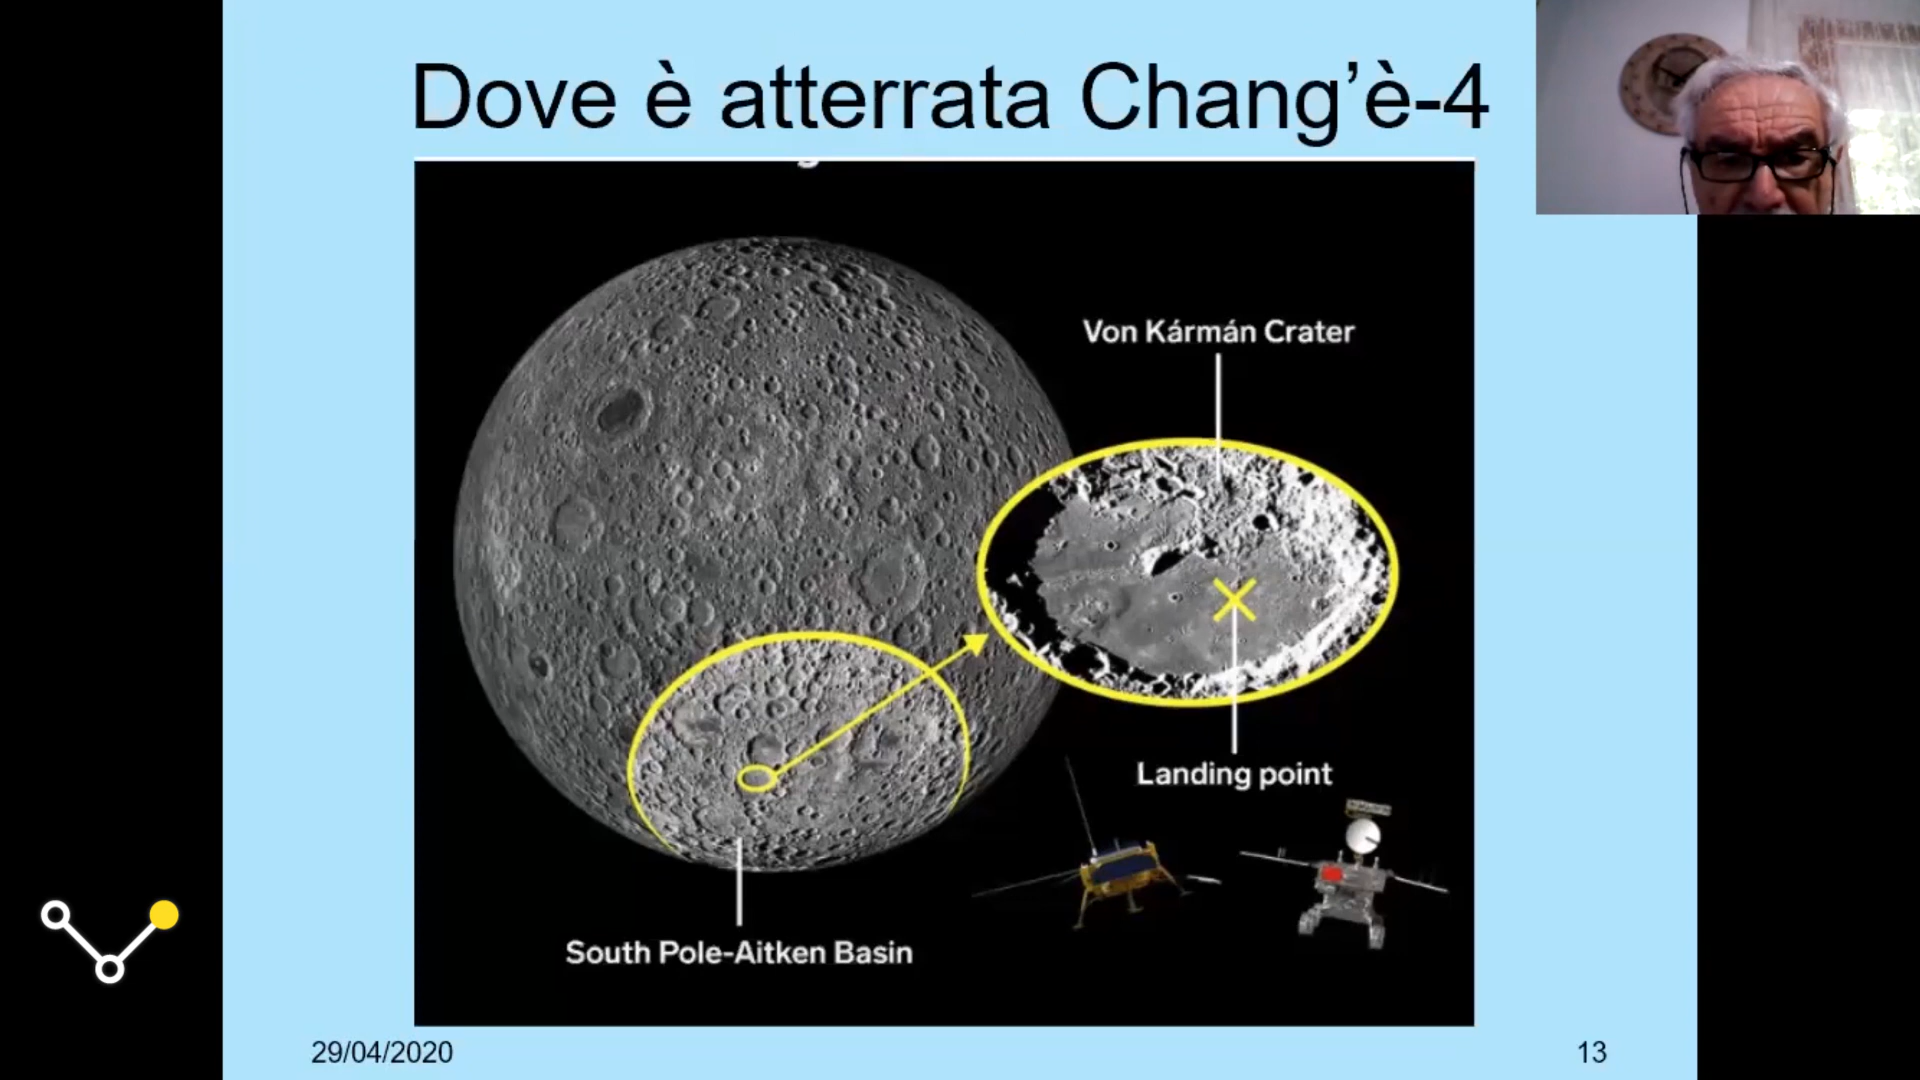 Dove è atterrata Chang’è-4
Von Kármán Crater
Landing point
South Pole-Aitken Basin
29/04/2020
13